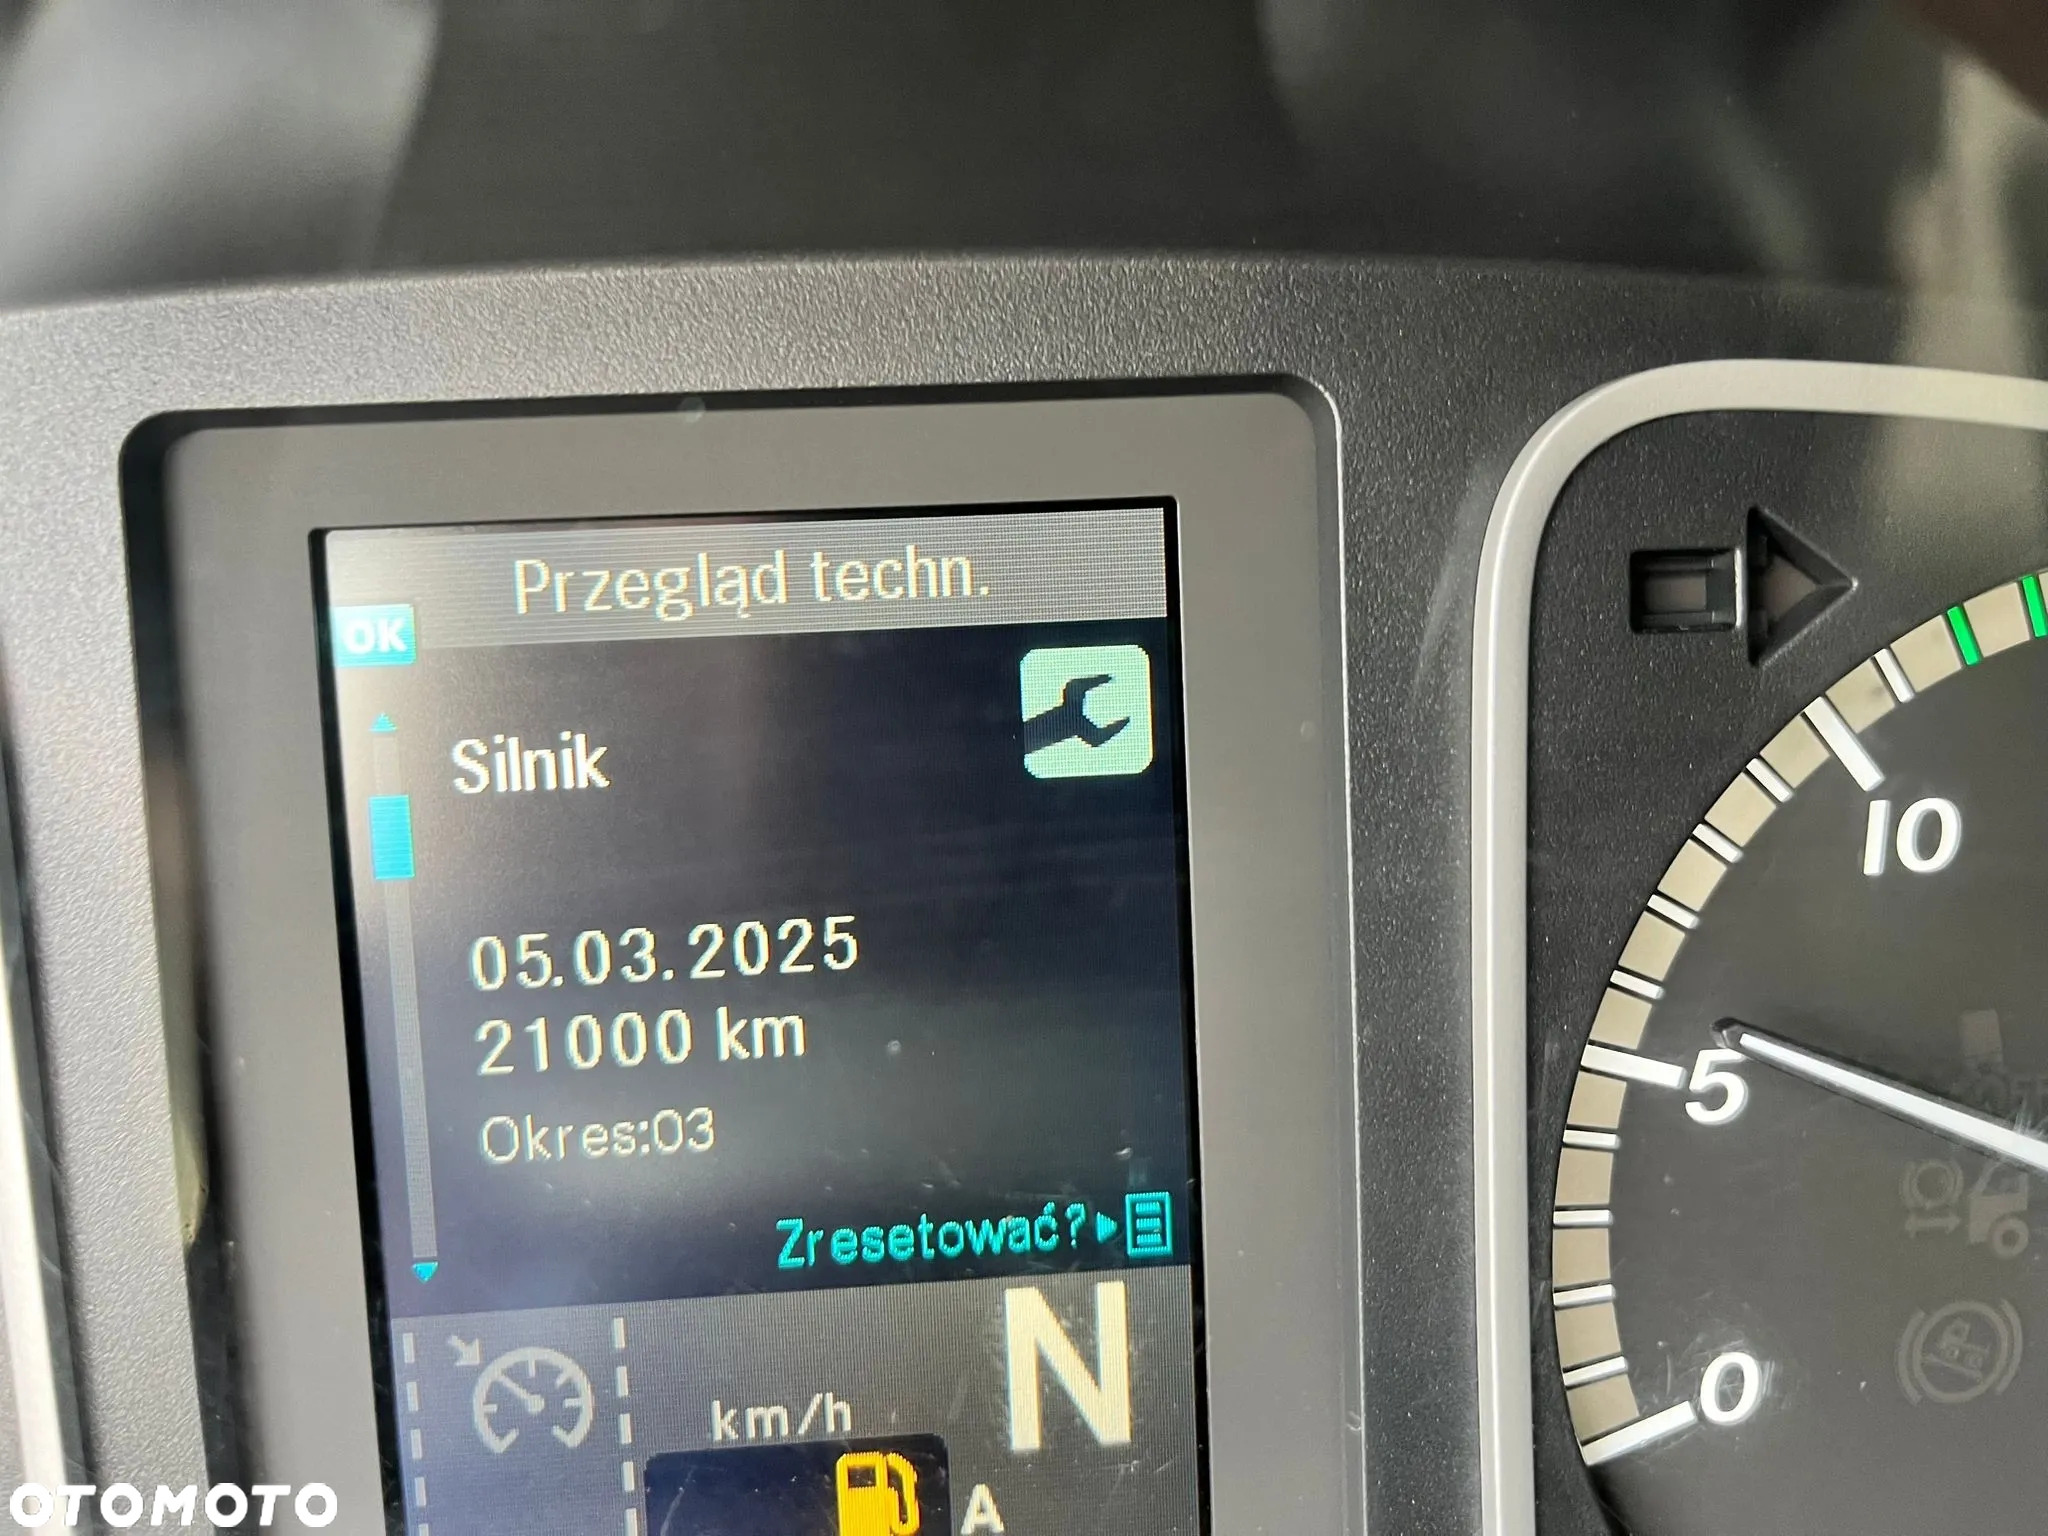 Przegląd techn.
OK
Silnik
05.03.2025
21000 km
Okres:03
Zresetować?
N
km/h
A
10
5
0
OTOMOTO